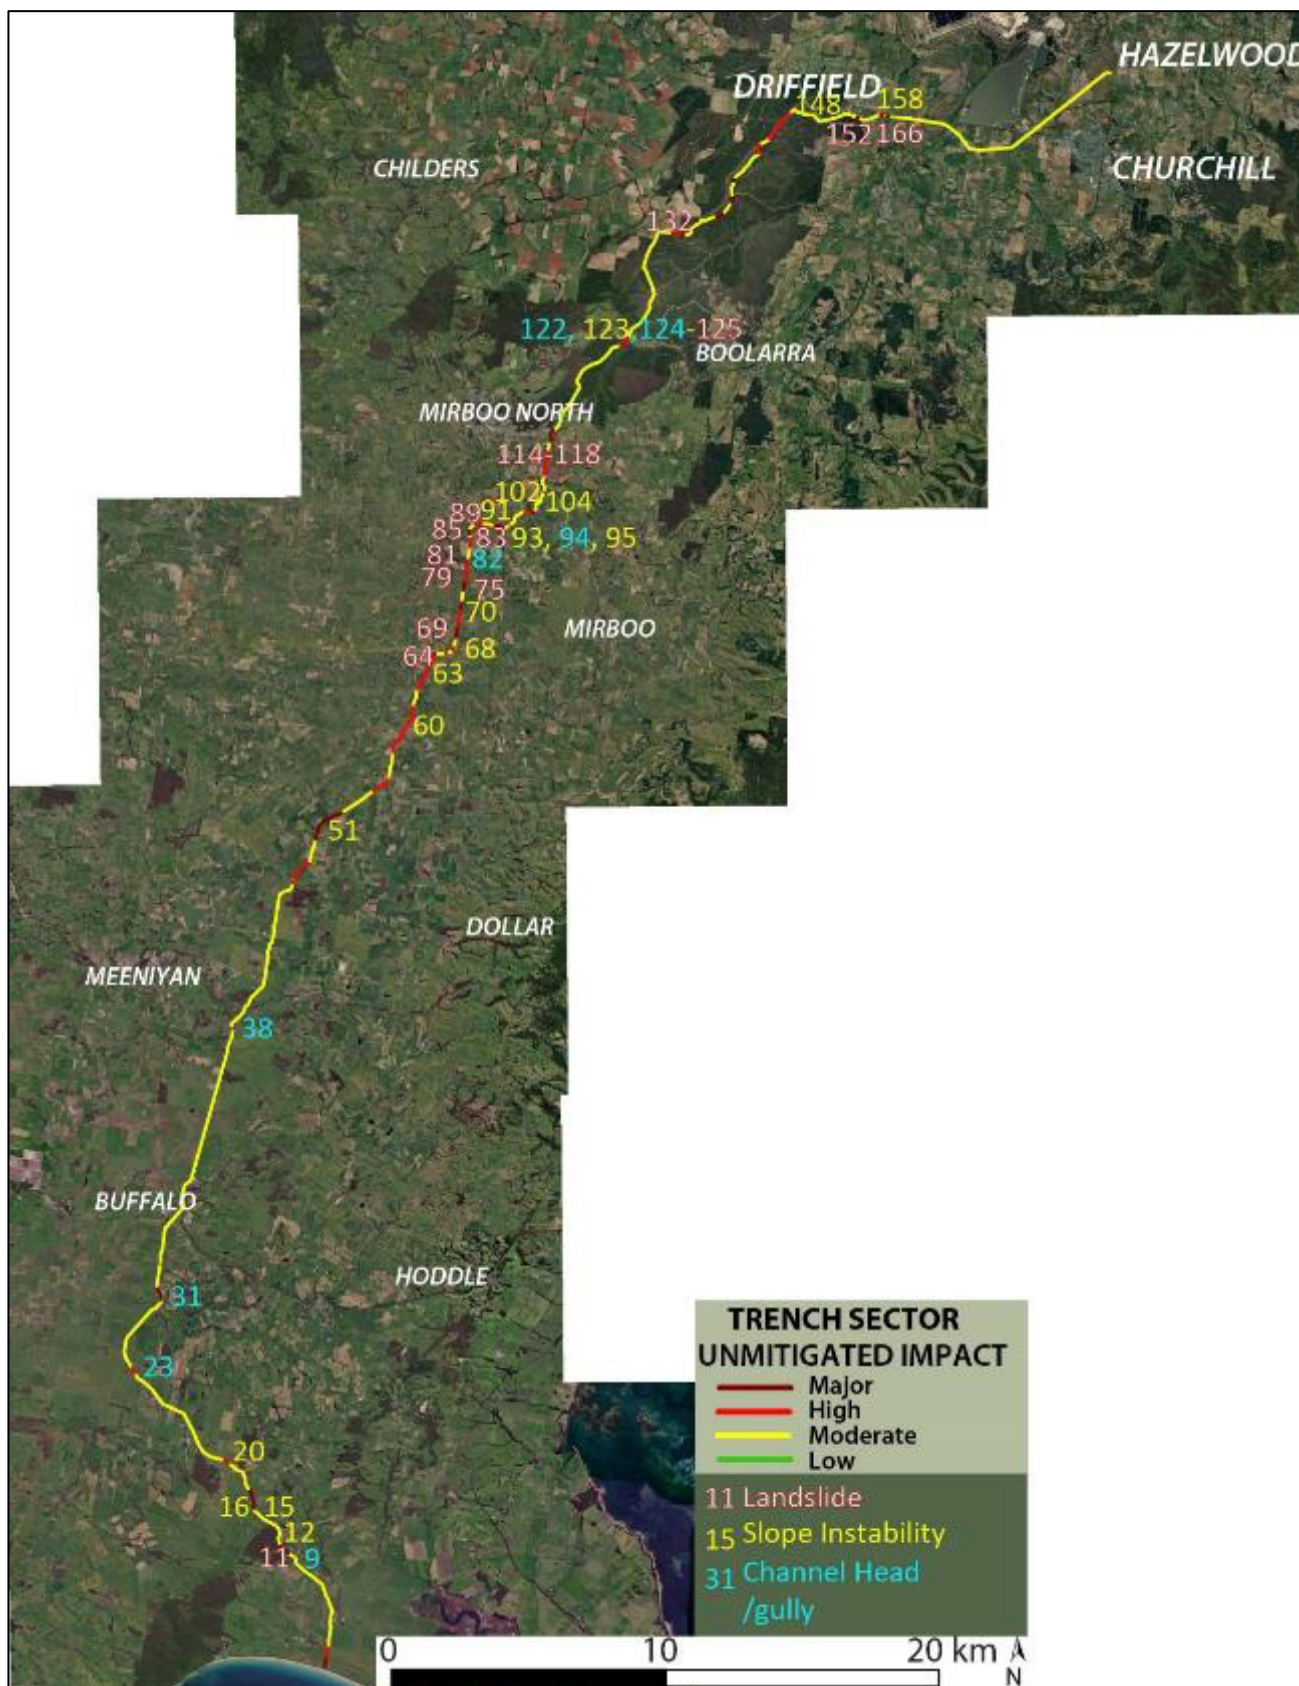 HAZELWOOD
DRIFFIELD
148
158
152
166
CHILDERS
CHURCHILL
132
122, 123, 124-125
BOOLARRA
MIRBOO NORTH
114-118
102
104
89
91
85
83
93, 94, 95
81
82
79
75
70
69
MIRBOO
68
64
63
60
51
DOLLAR
MEENIYAN
38
BUFFALO
HODDLE
31
23
20
16
15
12
11
9
TRENCH SECTOR
UNMITIGATED IMPACT
Major
High
Moderate
Low
11 Landslide
15 Slope Instability
31 Channel Head
/gully
0 10 20 km
N